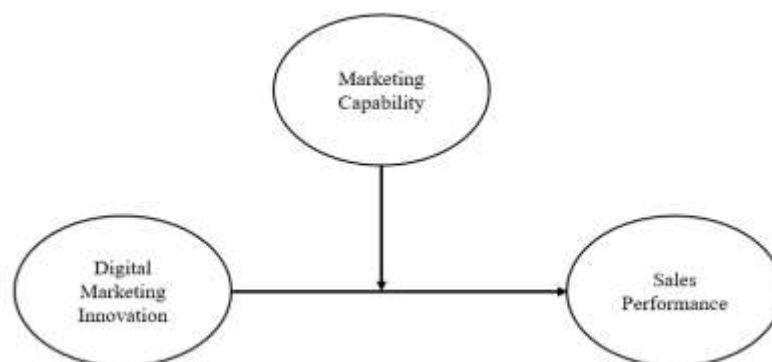 Marketing
Capability
Digital
Marketing
Innovation
Sales
Performance